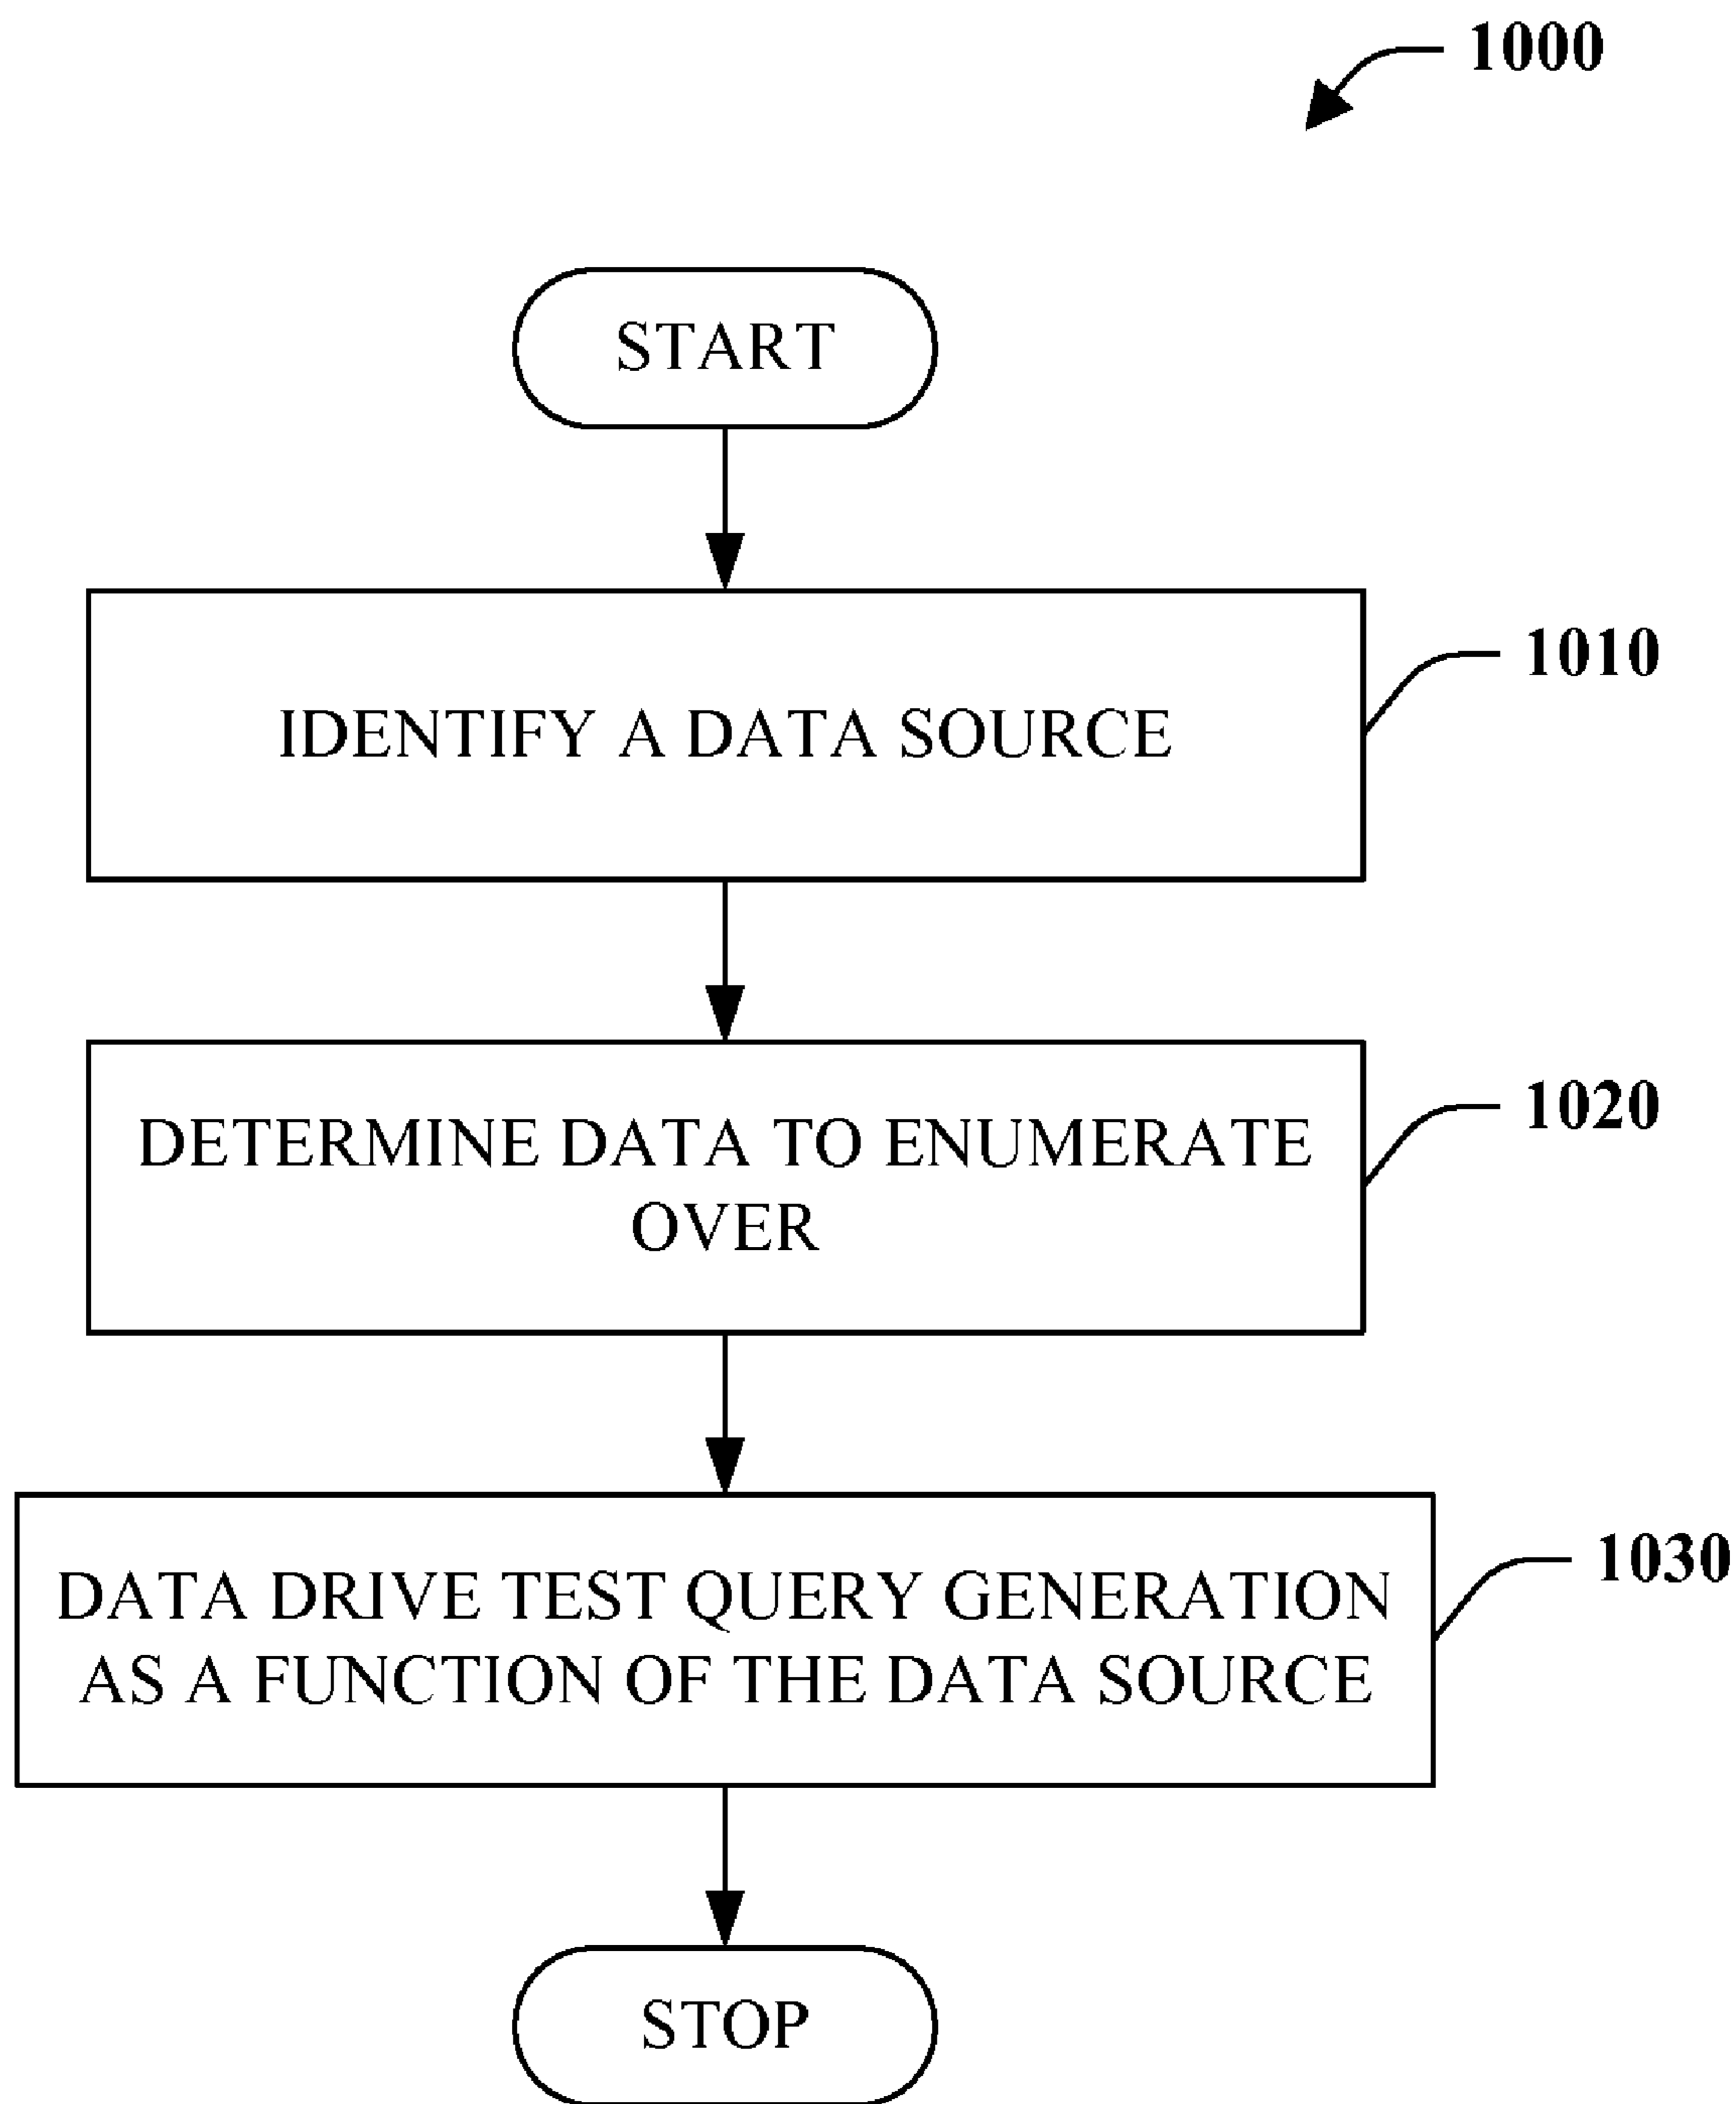 1000
START
IDENTIFY A DATA SOURCE
1010
DETERMINE DATA TO ENUMERATE
OVER
1020
DATA DRIVE TEST QUERY GENERATION
AS A FUNCTION OF THE DATA SOURCE
1030
STOP